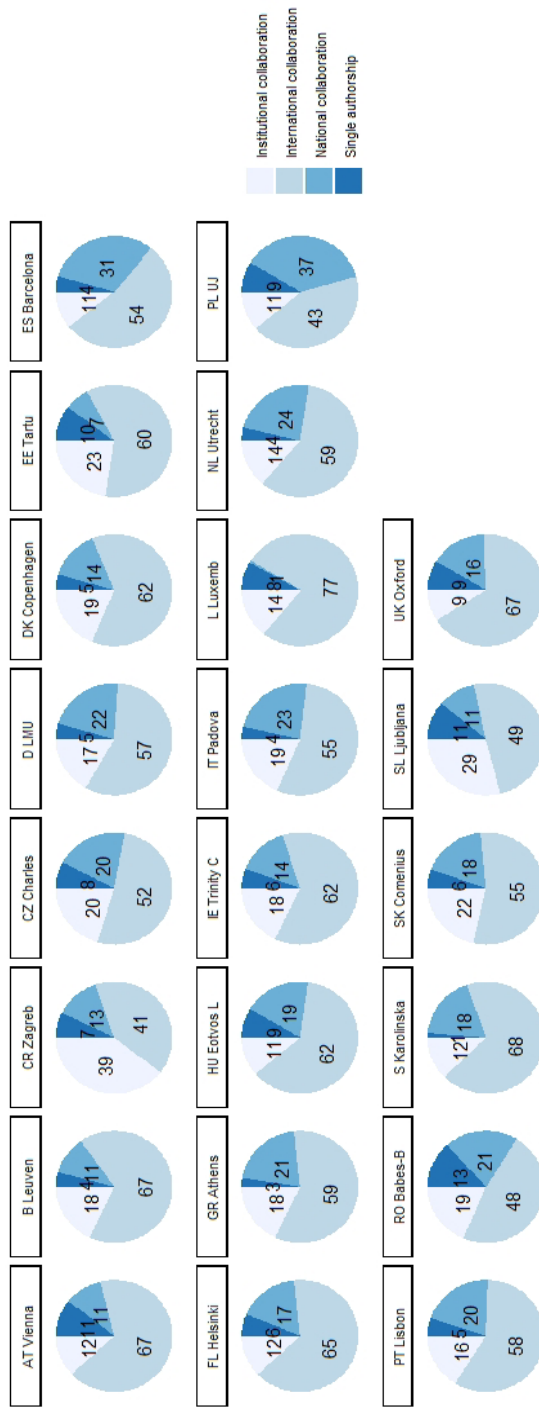 AT Vienna
B Leuven
CR Zagreb
CZ Charles
D LMU
DK Copenhagen
EE Tartu
ES Barcelona
12 11 11 67
18 4 11 67
39 7 13 41
20 8 20 52
17 5 22 57
19 5 14 62
23 10 7 60
11 4 31 54
FL Helsinki
GR Athens
HU Eotvos L
IE Trinity C
IT Padova
L Luxemb
NL Utrecht
PL UJ
12 6 17 65
18 3 21 59
11 9 19 62
18 6 14 62
19 4 23 55
14 8 1 77
14 4 24 59
11 9 37 43
PT Lisbon
RO Babes-B
S Karolinska
SK Comenius
SL Ljubljana
UK Oxford
16 5 20 58
19 13 21 48
12 1 18 68
22 6 18 55
29 11 11 49
9 9 16 67
Institutional collaboration
International collaboration
National collaboration
Single authorship